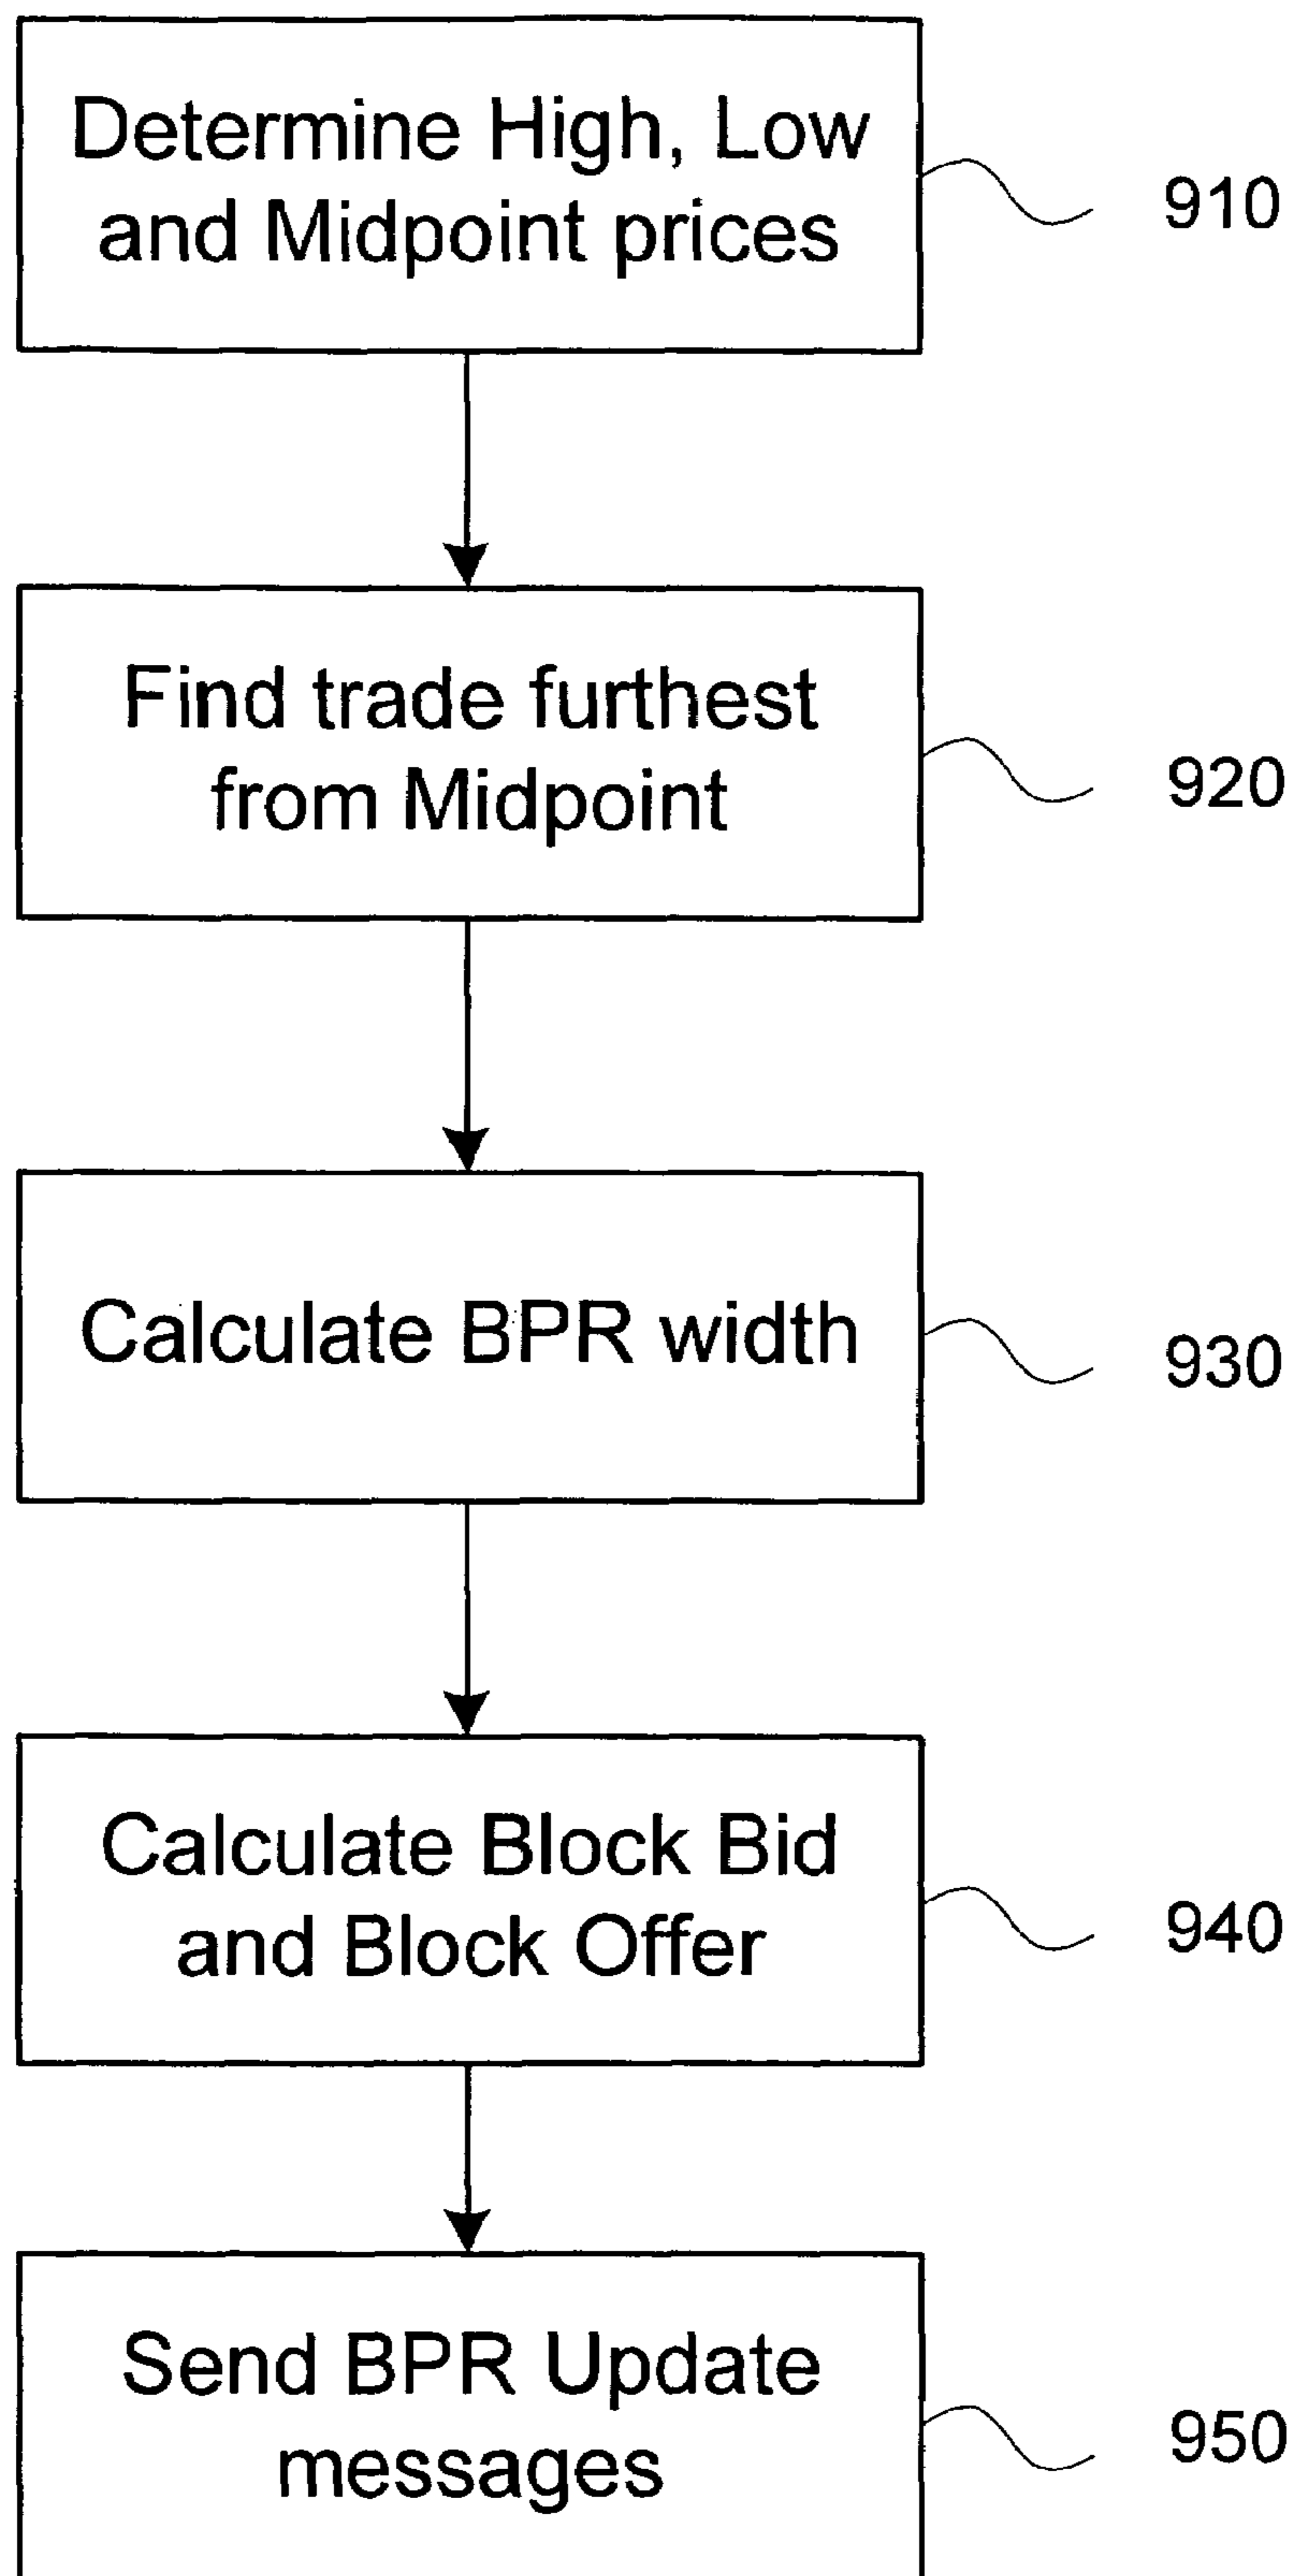 Determine High, Low
and Midpoint prices
910
Find trade furthest
from Midpoint
920
Calculate BPR width
930
Calculate Block Bid
and Block Offer
940
Send BPR Update
messages
950